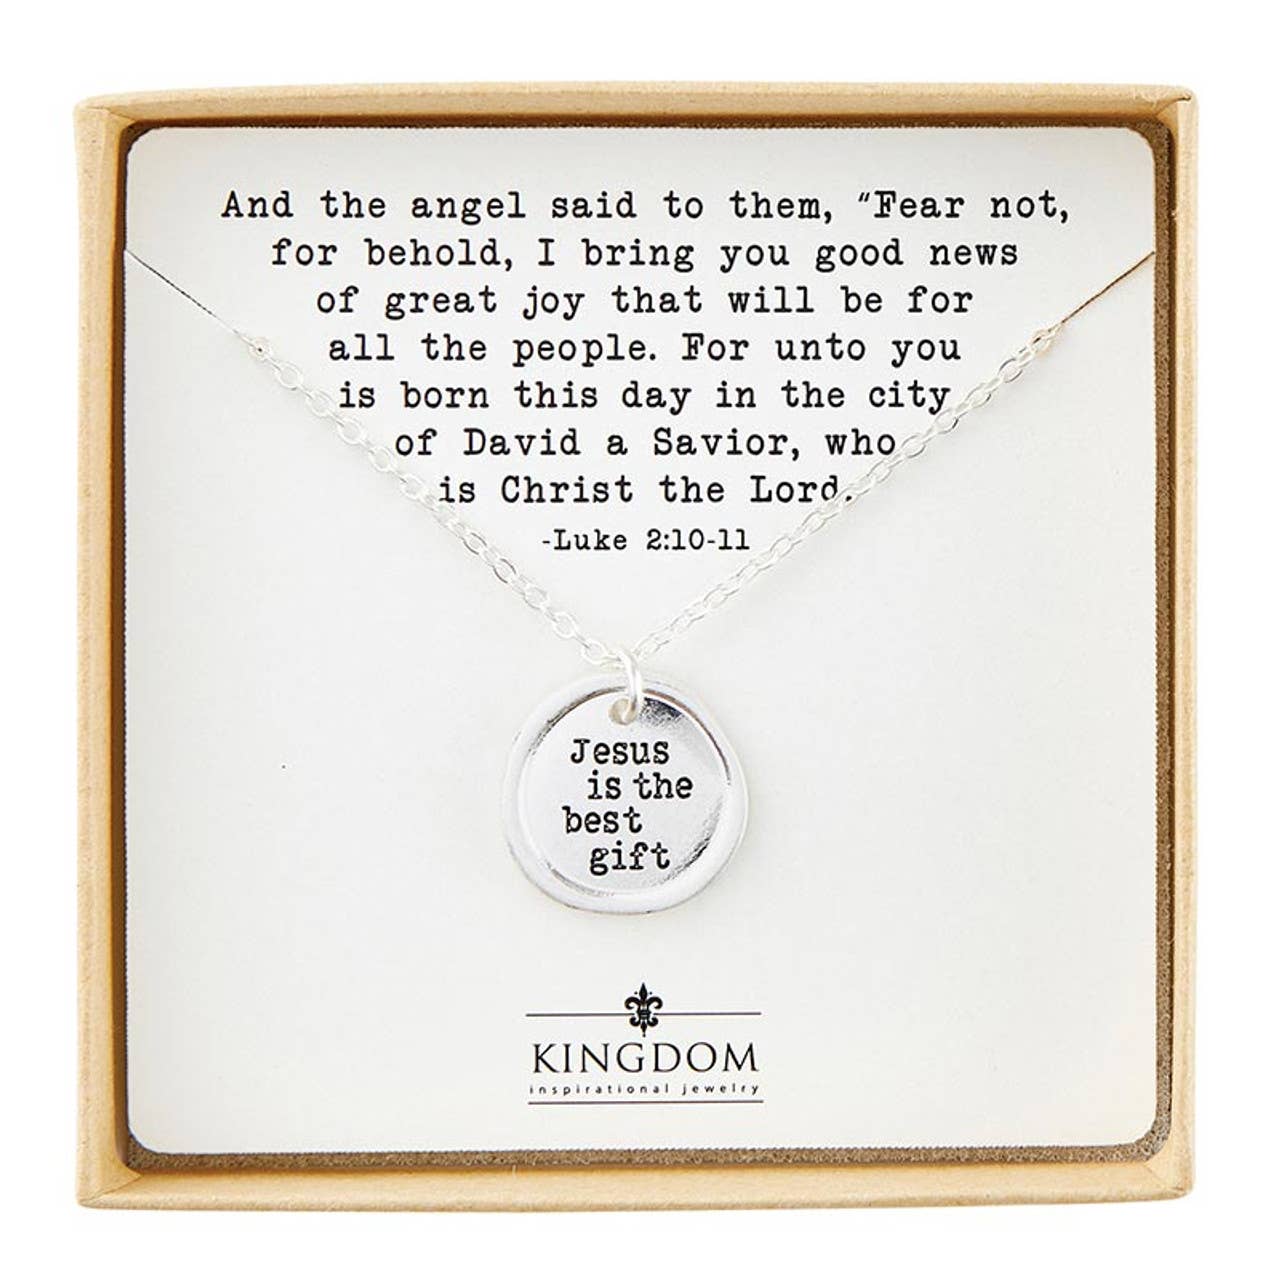 And the angel said to them, “Fear not,
for behold, I bring you good news
of great joy that will be for
all the people. For unto you
is born this day in the city
of David a Savior, who
is Christ the Lord.
-Luke 2:10-11
Jesus
is the
best
gift
KINGDOM
inspirational jewelry